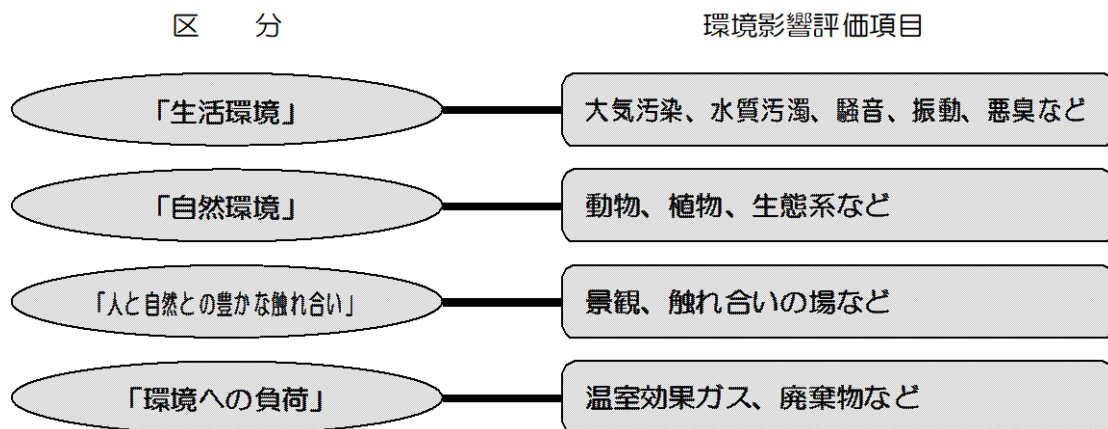 区　分　環境影響評価項目
「生活環境」　大気汚染、水質汚濁、騒音、振動、悪臭など
「自然環境」　動物、植物、生態系など
「人と自然との豊かな触れ合い」　景観、触れ合いの場など
「環境への負荷」　温室効果ガス、廃棄物など